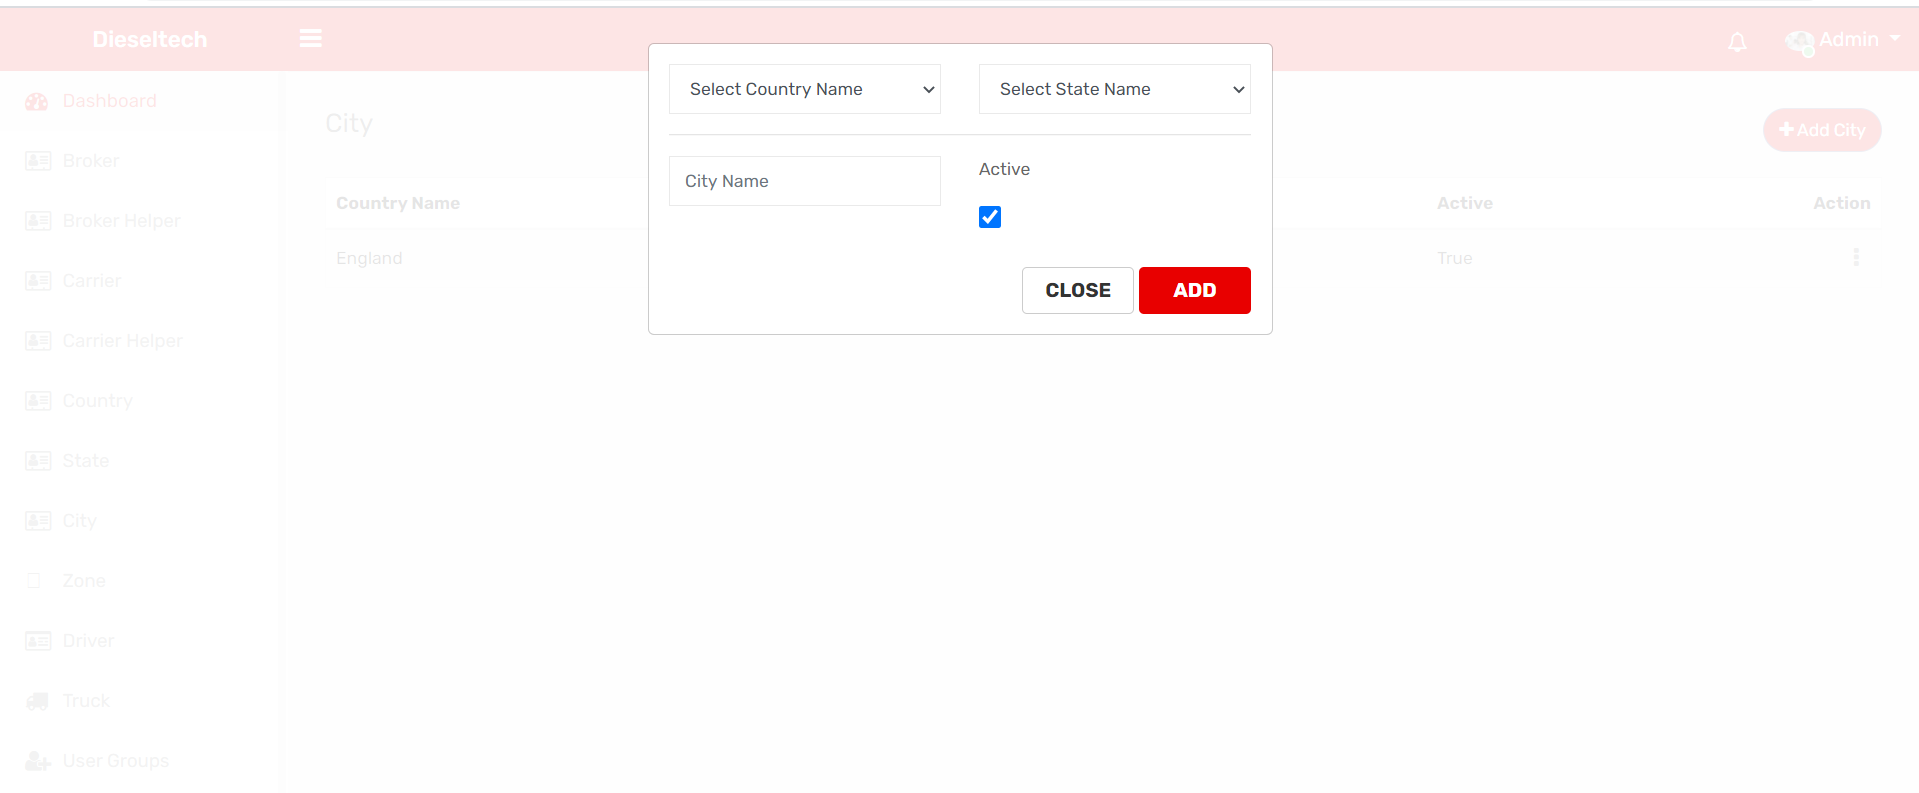 Dieseltech
Admin
Dashboard
Broker
Broker Helper
Carrier
Carrier Helper
Country
State
City
Zone
Driver
Truck
User Groups
City
Add City
Country Name Active Action
England True
Select Country Name Select State Name
City Name Active
CLOSE ADD